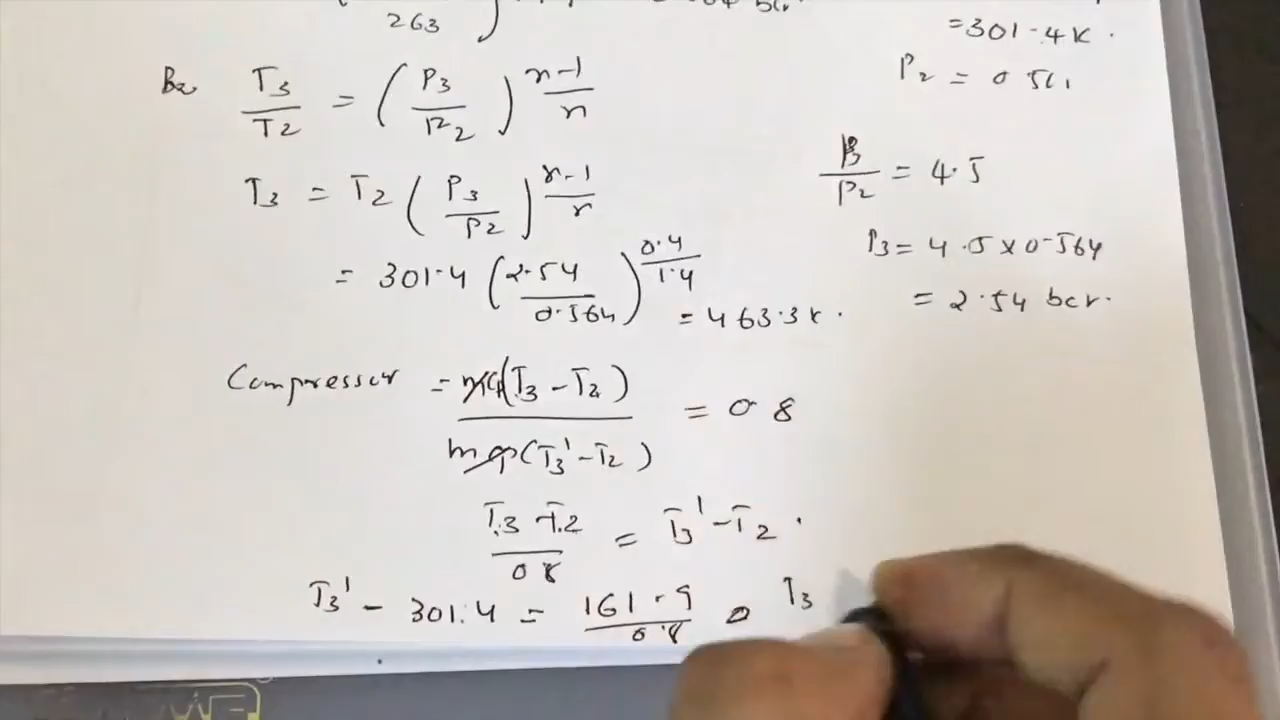 263
=301.4K.
P2 = 0.56
T3/T2 = (P3/P2)^(r-1)/r
P3/P2 = 4.5
T3 = T2 (P3/P2)^(r-1)/r
P3 = 4.5 x 0.564
= 301.4 (2.54/0.564)^0.4/1.4 = 463.3K.
= 2.54 bar.
Compressor = mcp(T3 - T2)/mcp(T3' - T2) = 0.8
T3 - T2/0.8 = T3' - T2.
T3' - 301.4 = 161.9/0.8
T3